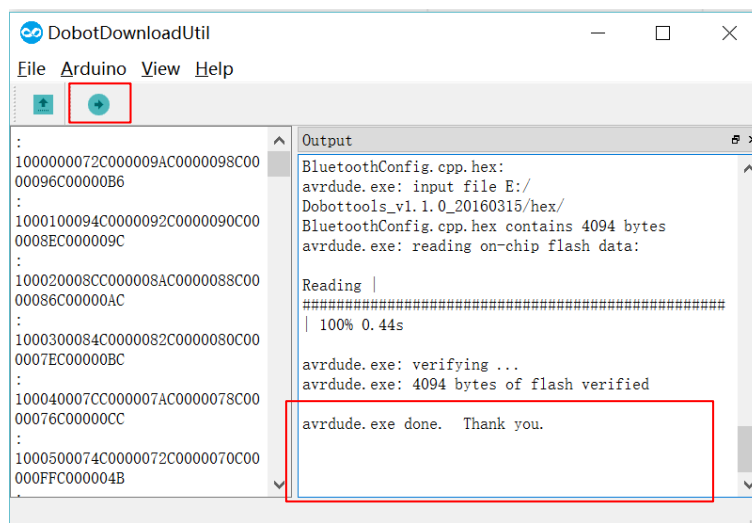 DobotDownloadUtil
File Arduino View Help
:
1000000072C000009AC0000098C00
00096C00000B6
:
1000100094C0000092C0000090C00
0008EC000009C
:
100020008CC000008AC0000088C00
00086C00000AC
:
1000300084C0000082C0000080C00
0007EC00000BC
:
100040007CC000007AC0000078C00
00076C00000CC
:
1000500074C0000072C0000070C00
000FFC000004B
Output
BluetoothConfig.cpp.hex:
avrdude.exe: input file E:/
Dobottools_v1.1.0_20160315/hex/
BluetoothConfig.cpp.hex contains 4094 bytes
avrdude.exe: reading on-chip flash data:
Reading |
##################################################
| 100% 0.44s
avrdude.exe: verifying ...
avrdude.exe: 4094 bytes of flash verified
avrdude.exe done.  Thank you.